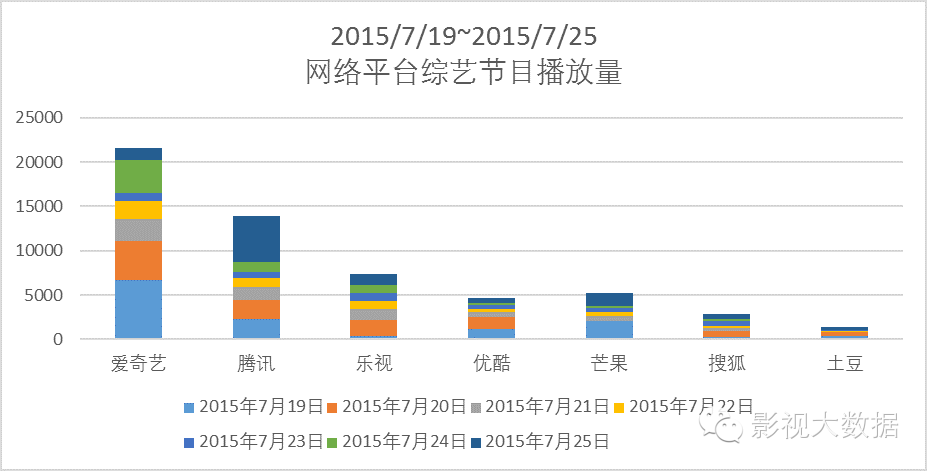 2015/7/19~2015/7/25
网络平台综艺节目播放量
25000
20000
15000
10000
5000
0
爱奇艺 腾讯 乐视 优酷 芒果 搜狐 土豆
2015年7月19日 2015年7月20日 2015年7月21日 2015年7月22日
2015年7月23日 2015年7月24日 2015年7月25日
影视大数据